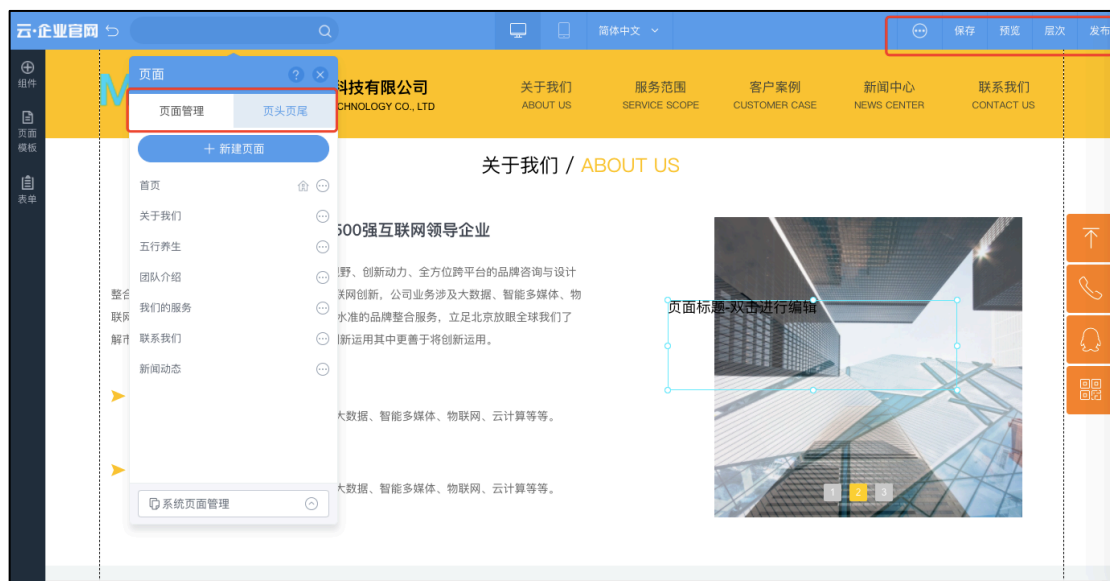 云·企业官网
简体中文
保存 预览 层次 发布
组件
页面
模板
表单
页面
页面管理 页头页尾
+ 新建页面
首页
关于我们
五行养生
团队介绍
我们的服务
联系我们
新闻动态
系统页面管理
M
科技有限公司
CHNOLOGY CO., LTD
关于我们 服务范围 客户案例 新闻中心 联系我们
ABOUT US SERVICE SCOPE CUSTOMER CASE NEWS CENTER CONTACT US
关于我们 / ABOUT US
500强互联网领导企业
野、创新动力、全方位跨平台的品牌咨询与设计
整合 联网创新，公司业务涉及大数据、智能多媒体、物
联网 水准的品牌整合服务，立足北京放眼全球我们了
解市 新运用其中更善于将创新运用。
大数据、智能多媒体、物联网、云计算等等。
大数据、智能多媒体、物联网、云计算等等。
页面标题-双击进行编辑
1 2 3